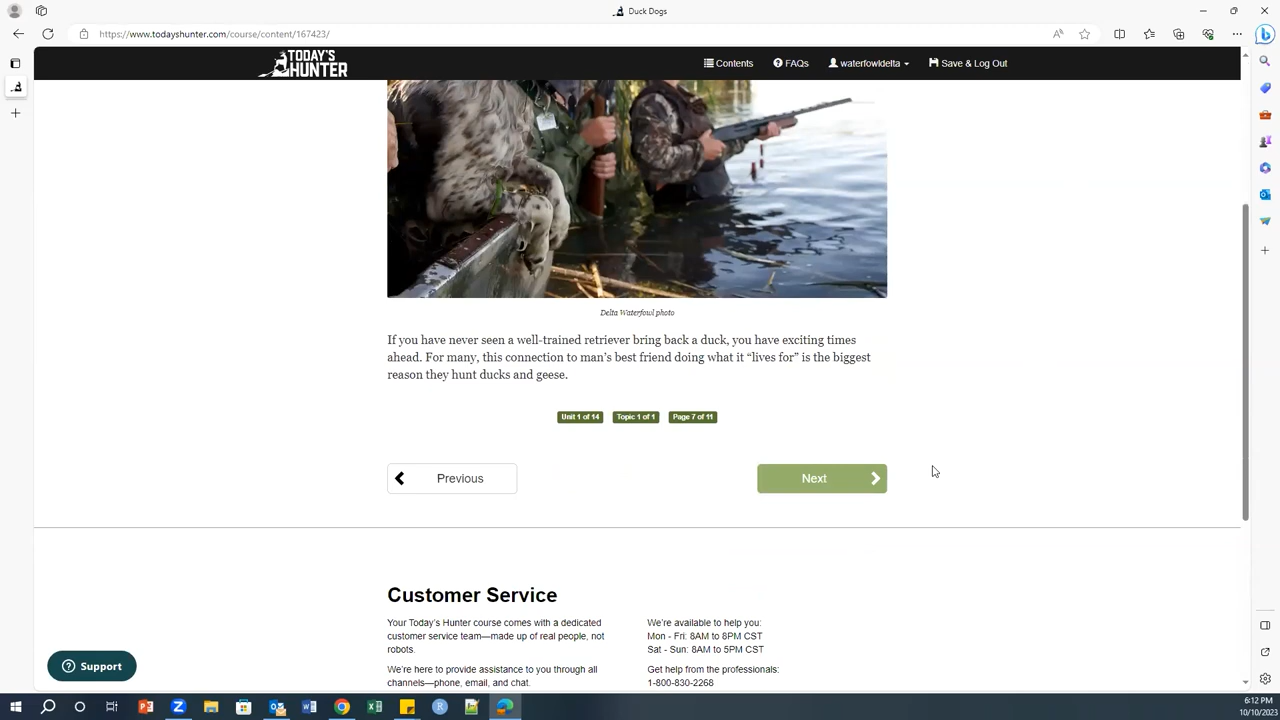 Duck Dogs
https://www.todayshunter.com/course/content/167423/
TODAY'S
HUNTER
Contents
FAQs
waterfowldelta
Save & Log Out
Delta Waterfowl photo
If you have never seen a well-trained retriever bring back a duck, you have exciting times
ahead. For many, this connection to man's best friend doing what it “lives for” is the biggest
reason they hunt ducks and geese.
Unit 1 of 14 Topic 1 of 1 Page 7 of 11
Previous
Next
Customer Service
Your Today's Hunter course comes with a dedicated
customer service team—made up of real people, not
robots.
We're here to provide assistance to you through all
channels—phone, email, and chat.
We're available to help you:
Mon - Fri: 8AM to 8PM CST
Sat - Sun: 8AM to 5PM CST
Get help from the professionals:
1-800-830-2268
Support
6:12 PM
10/10/2023